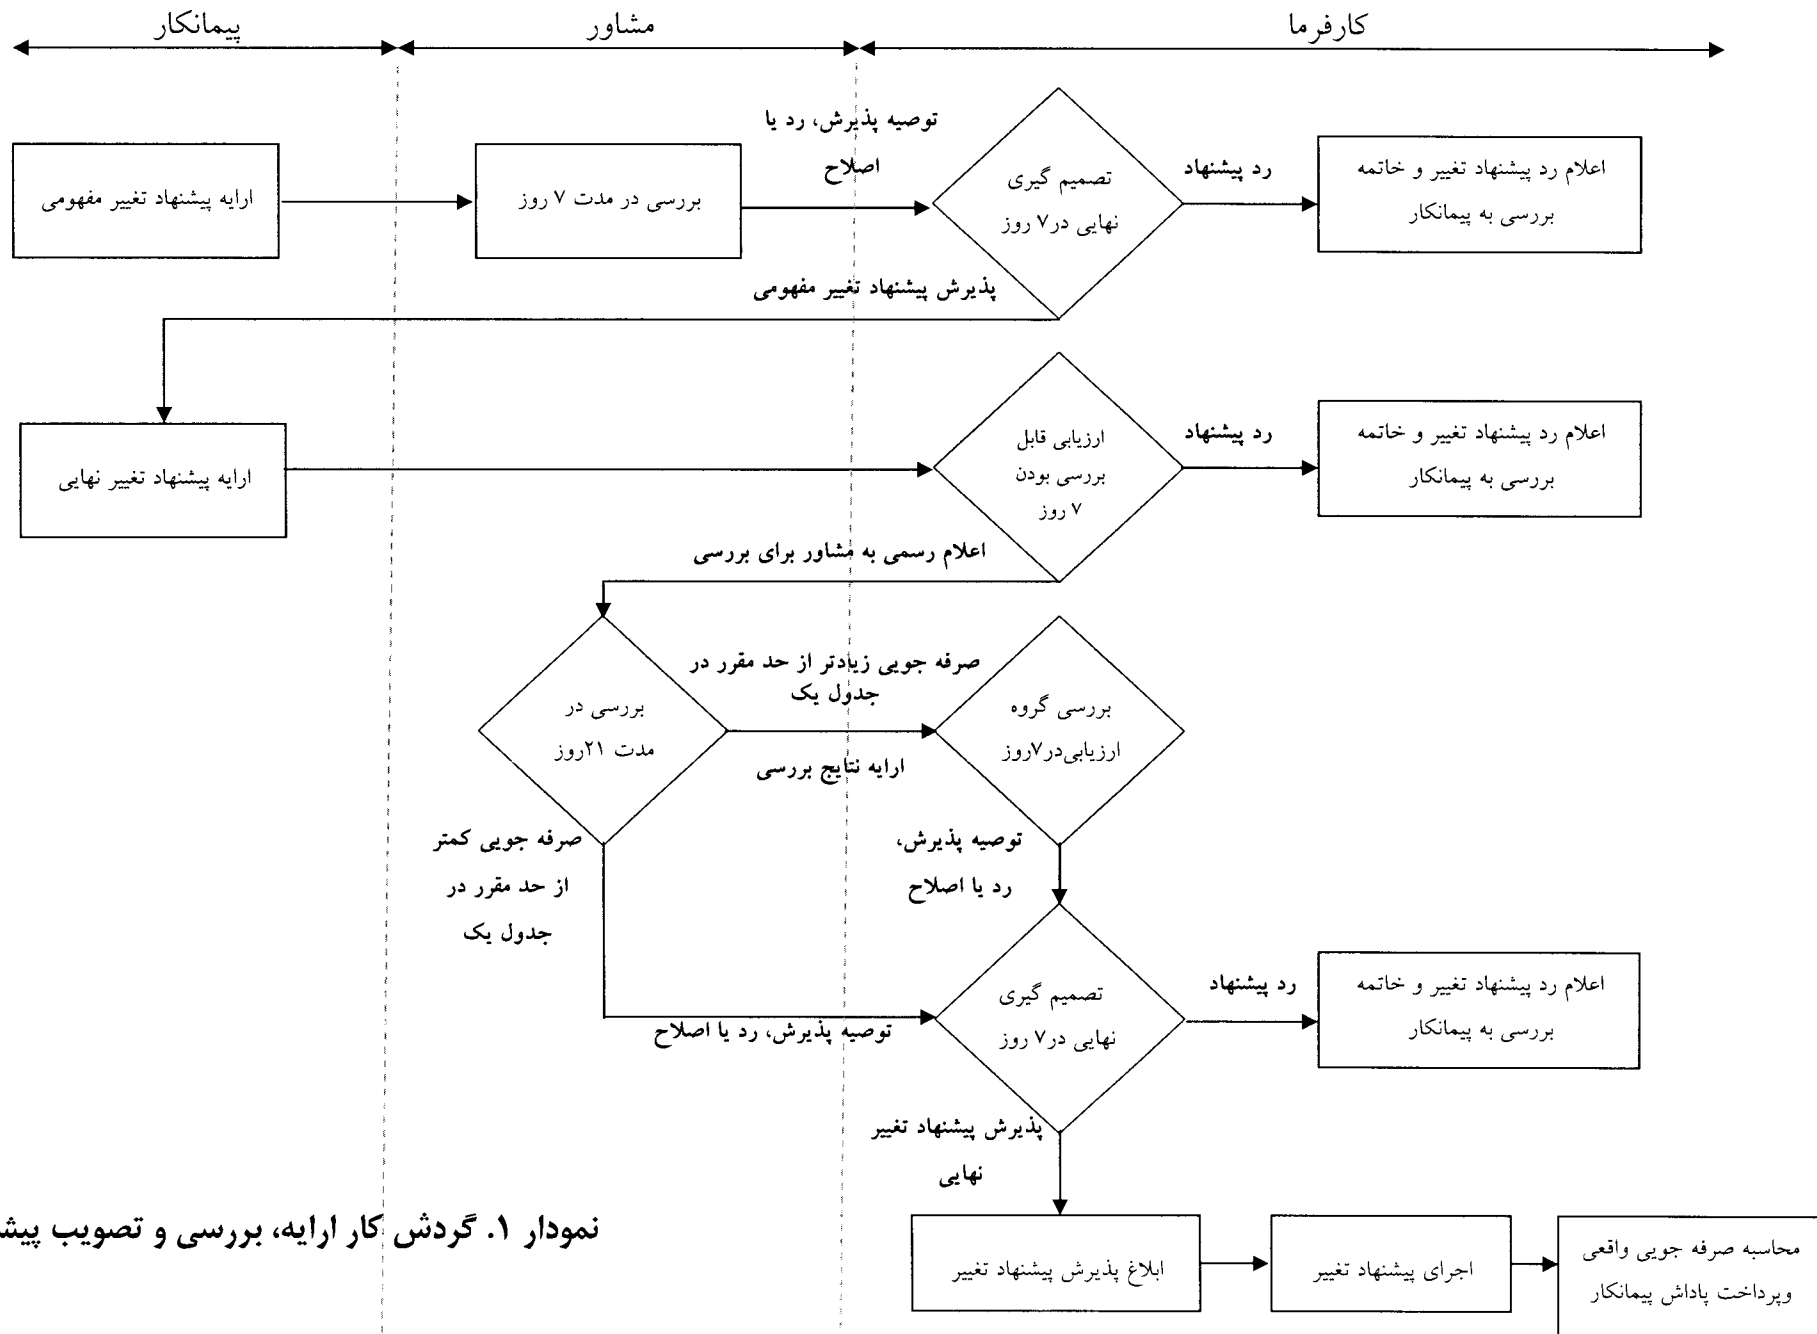 کارفرما
مشاور
پیمانکار
ارایه پیشنهاد تغییر مفهومی
بررسی در مدت ۷ روز
توصیه پذیرش، رد یا
اصلاح
تصمیم گیری
نهایی در۷ روز
رد پیشنهاد
اعلام رد پیشنهاد تغییر و خاتمه
بررسی به پیمانکار
پذیرش پیشنهاد تغییر مفهومی
ارایه پیشنهاد تغییر نهایی
ارزیابی قابل
بررسی بودن
۷ روز
رد پیشنهاد
اعلام رد پیشنهاد تغییر و خاتمه
بررسی به پیمانکار
اعلام رسمی به مشاور برای بررسی
بررسی در
مدت ۲۱روز
صرفه جویی زیادتر از حد مقرر در
جدول یک
ارایه نتایج بررسی
بررسی گروه
ارزیابی‌در۷روز
صرفه جویی کمتر
از حد مقرر در
جدول یک
توصیه پذیرش،
رد یا اصلاح
توصیه پذیرش، رد یا اصلاح
تصمیم گیری
نهایی در۷ روز
رد پیشنهاد
اعلام رد پیشنهاد تغییر و خاتمه
بررسی به پیمانکار
پذیرش پیشنهاد تغییر
نهایی
ابلاغ پذیرش پیشنهاد تغییر
اجرای پیشنهاد تغییر
محاسبه صرفه جویی واقعی
وپرداخت پاداش پیمانکار
نمودار ۱. گردش کار ارایه، بررسی و تصویب